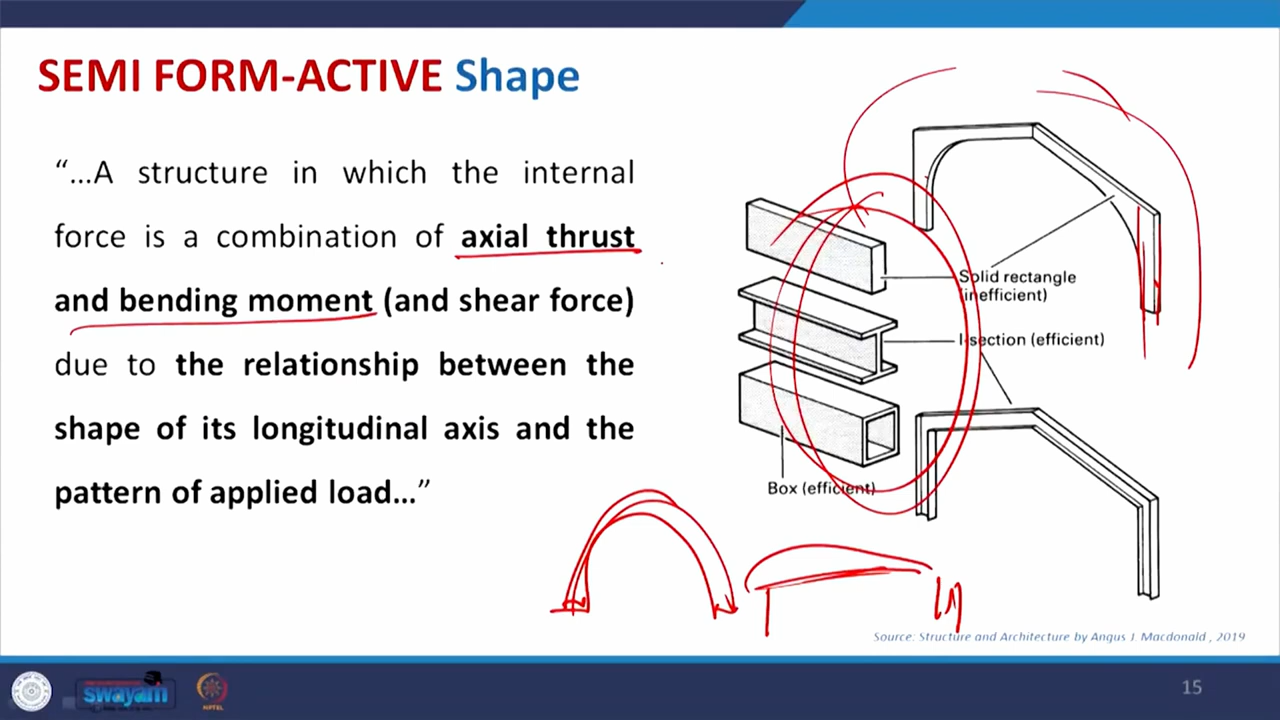 SEMI FORM-ACTIVE Shape
“...A structure in which the internal
force is a combination of axial thrust
and bending moment (and shear force)
due to the relationship between the
shape of its longitudinal axis and the
pattern of applied load...”
Solid rectangle
(inefficient)
I-section (efficient)
Box (efficient)
Source: Structure and Architecture by Angus J. Macdonald , 2019
swayam
NPTEL
15